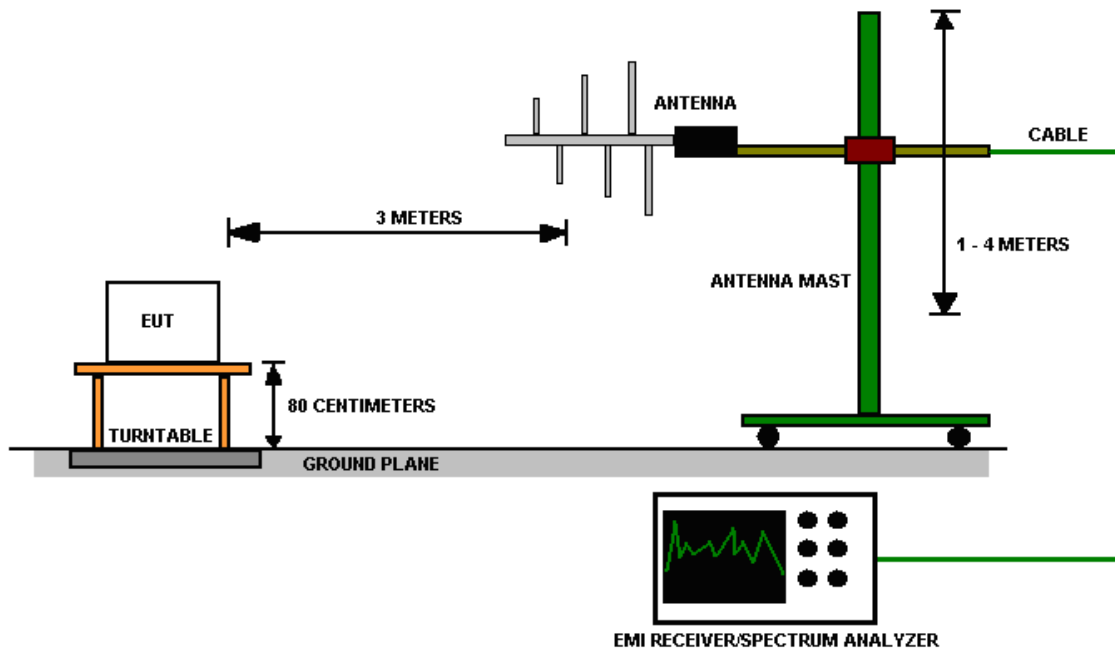 ANTENNA
CABLE
3 METERS
1 - 4 METERS
ANTENNA MAST
EUT
80 CENTIMETERS
TURNTABLE
GROUND PLANE
EMI RECEIVER/SPECTRUM ANALYZER